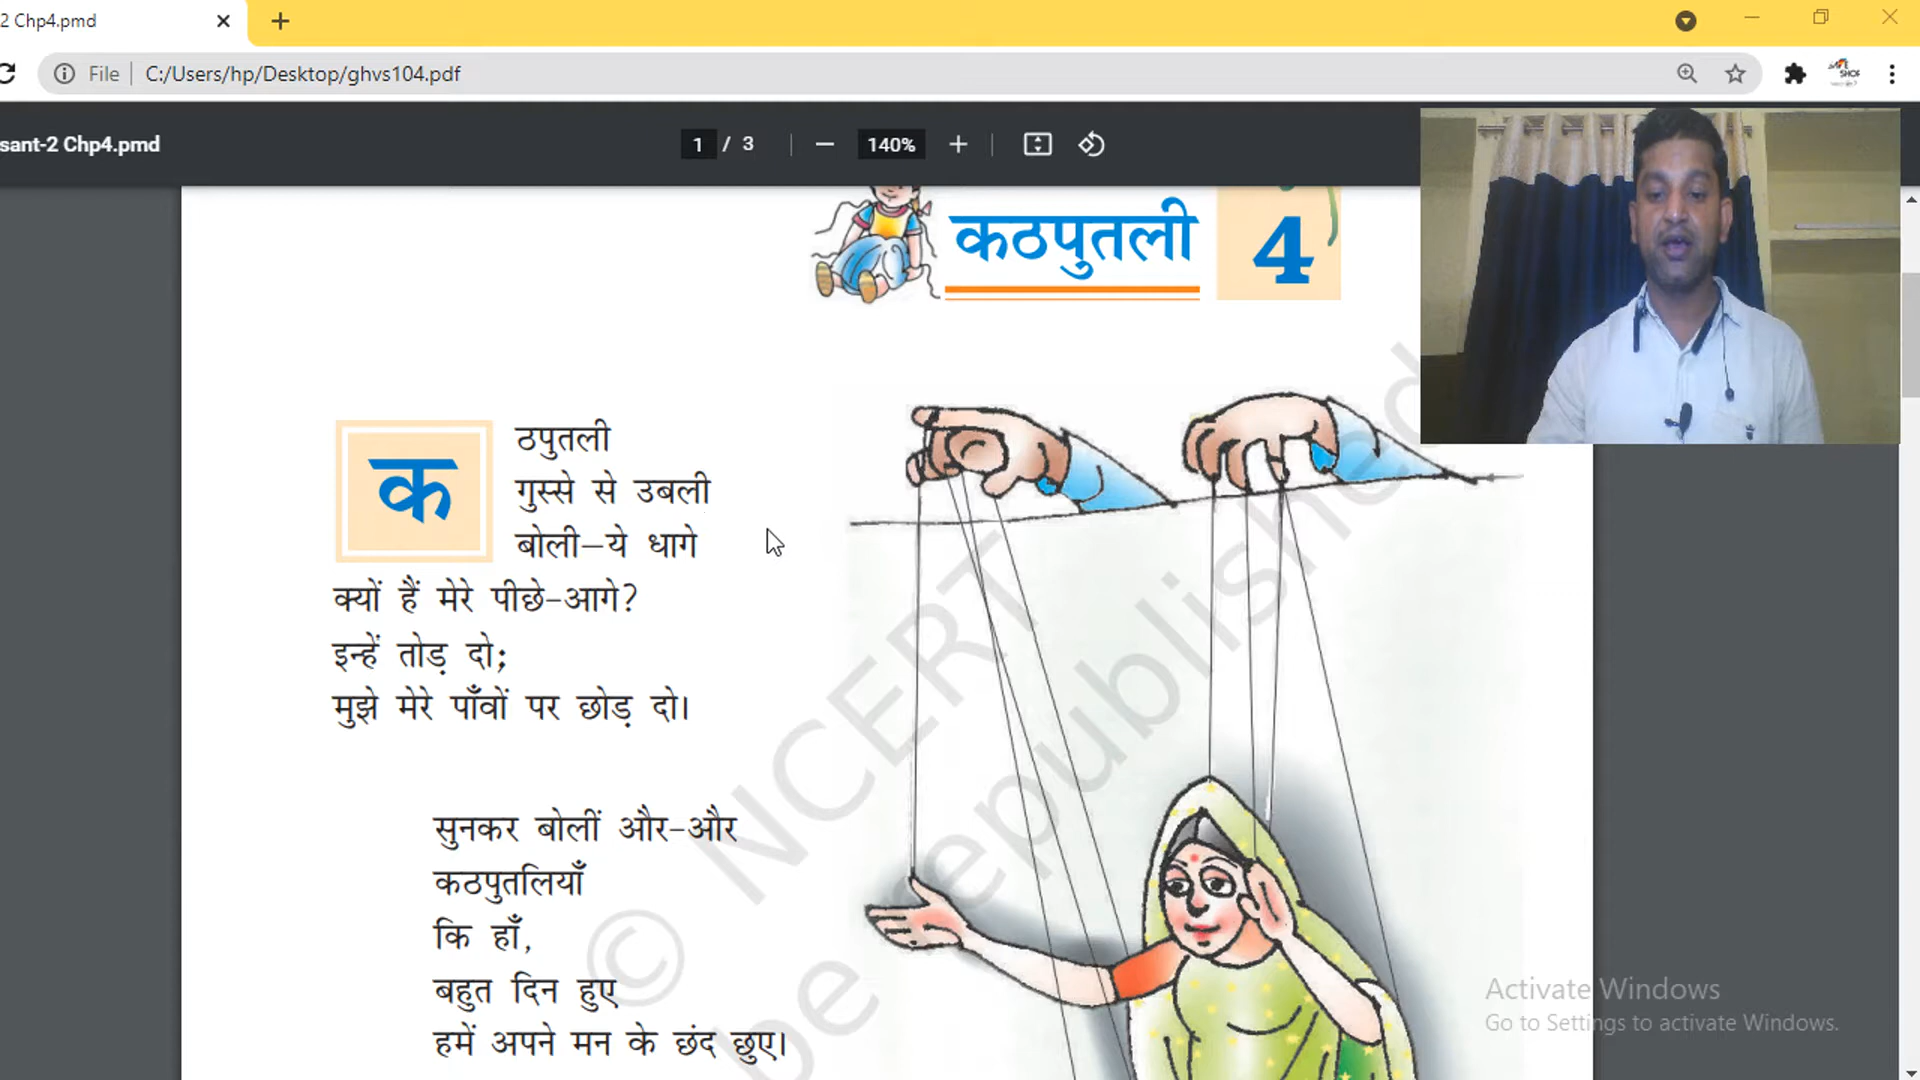 2 Chp4.pmd
File
C:/Users/hp/Desktop/ghvs104.pdf
sant-2 Chp4.pmd
1 / 3
140%
कठपुतली 4
क
ठपुतली
गुस्से से उबली
बोली—ये धागे
क्यों हैं मेरे पीछे-आगे?
इन्हें तोड़ दो;
मुझे मेरे पाँवों पर छोड़ दो।
सुनकर बोलीं और-और
कठपुतलियाँ
कि हाँ,
बहुत दिन हुए
हमें अपने मन के छंद छुए।
© NCERT
be republished
Activate Windows
Go to Settings to activate Windows.